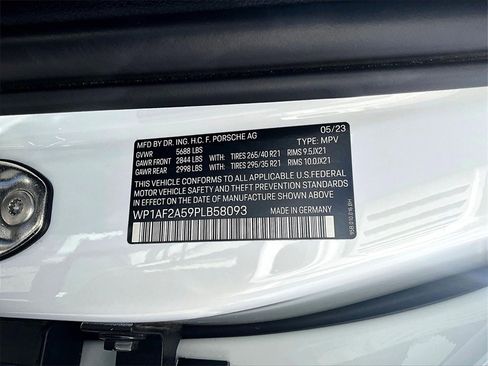 MFD BY DR. ING. H.C. F. PORSCHE AG 05/23
GVWR 5688 LBS TYPE: MPV
GAWR FRONT 2844 LBS WITH: TIRES 265/40 R21 RIMS 9.5JX21
GAWR REAR 2998 LBS WITH: TIRES 295/35 R21 RIMS 10.0JX21
THIS VEHICLE CONFORMS TO ALL APPLICABLE U.S.FEDERAL
MOTOR VEHICLE SAFETY AND THEFT PREVENTION STANDARDS
IN EFFECT ON THE DATE OF MANUFACTURE SHOWN ABOVE.
WP1AF2A59PLB58093 MADE IN GERMANY